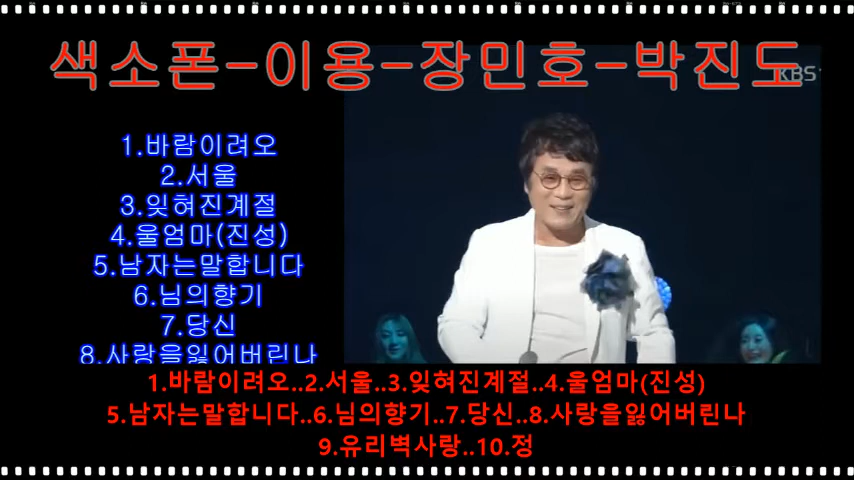 색소폰-이용-장민호-박진도
KBS
1.바람이려오
2.서울
3.잊혀진계절
4.울엄마(진성)
5.남자는말합니다
6.님의향기
7.당신
8.사랑을잃어버린나
1.바람이려오..2.서울..3.잊혀진계절..4.울엄마(진성)
5.남자는말합니다..6.님의향기..7.당신..8.사랑을잃어버린나
9.유리벽사랑..10.정